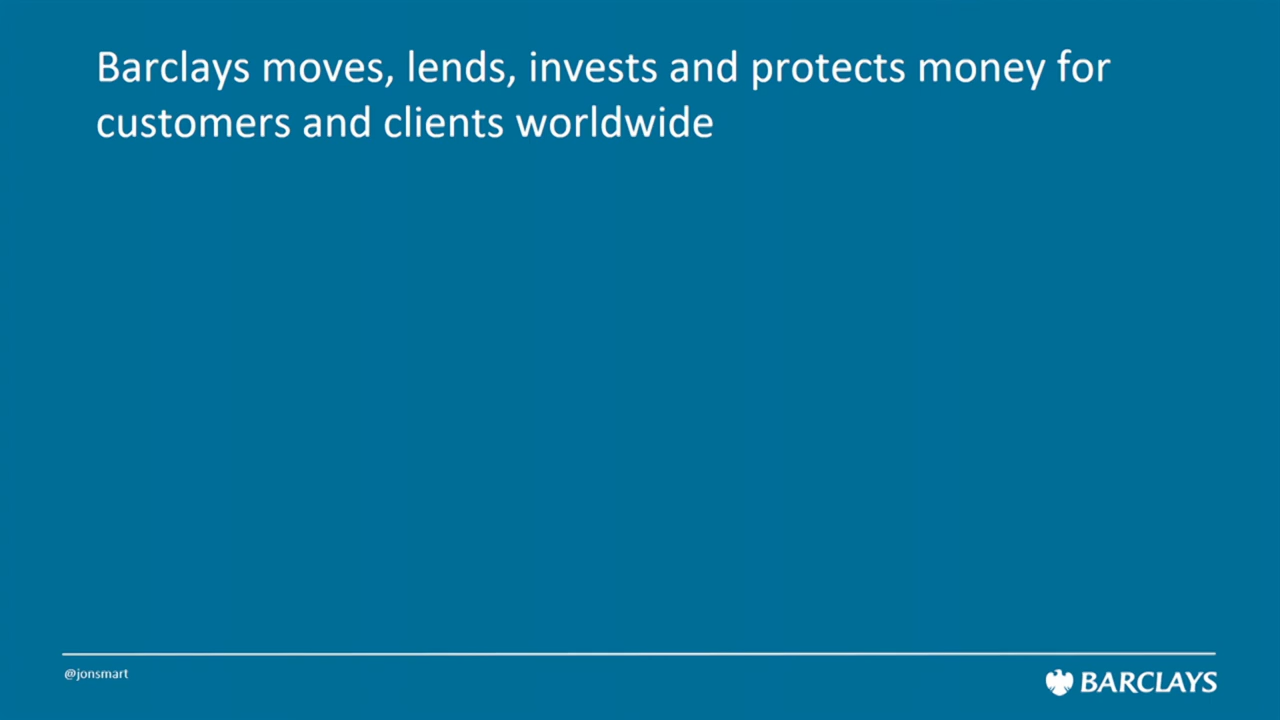 Barclays moves, lends, invests and protects money for
customers and clients worldwide
@jonsmart
BARCLAYS